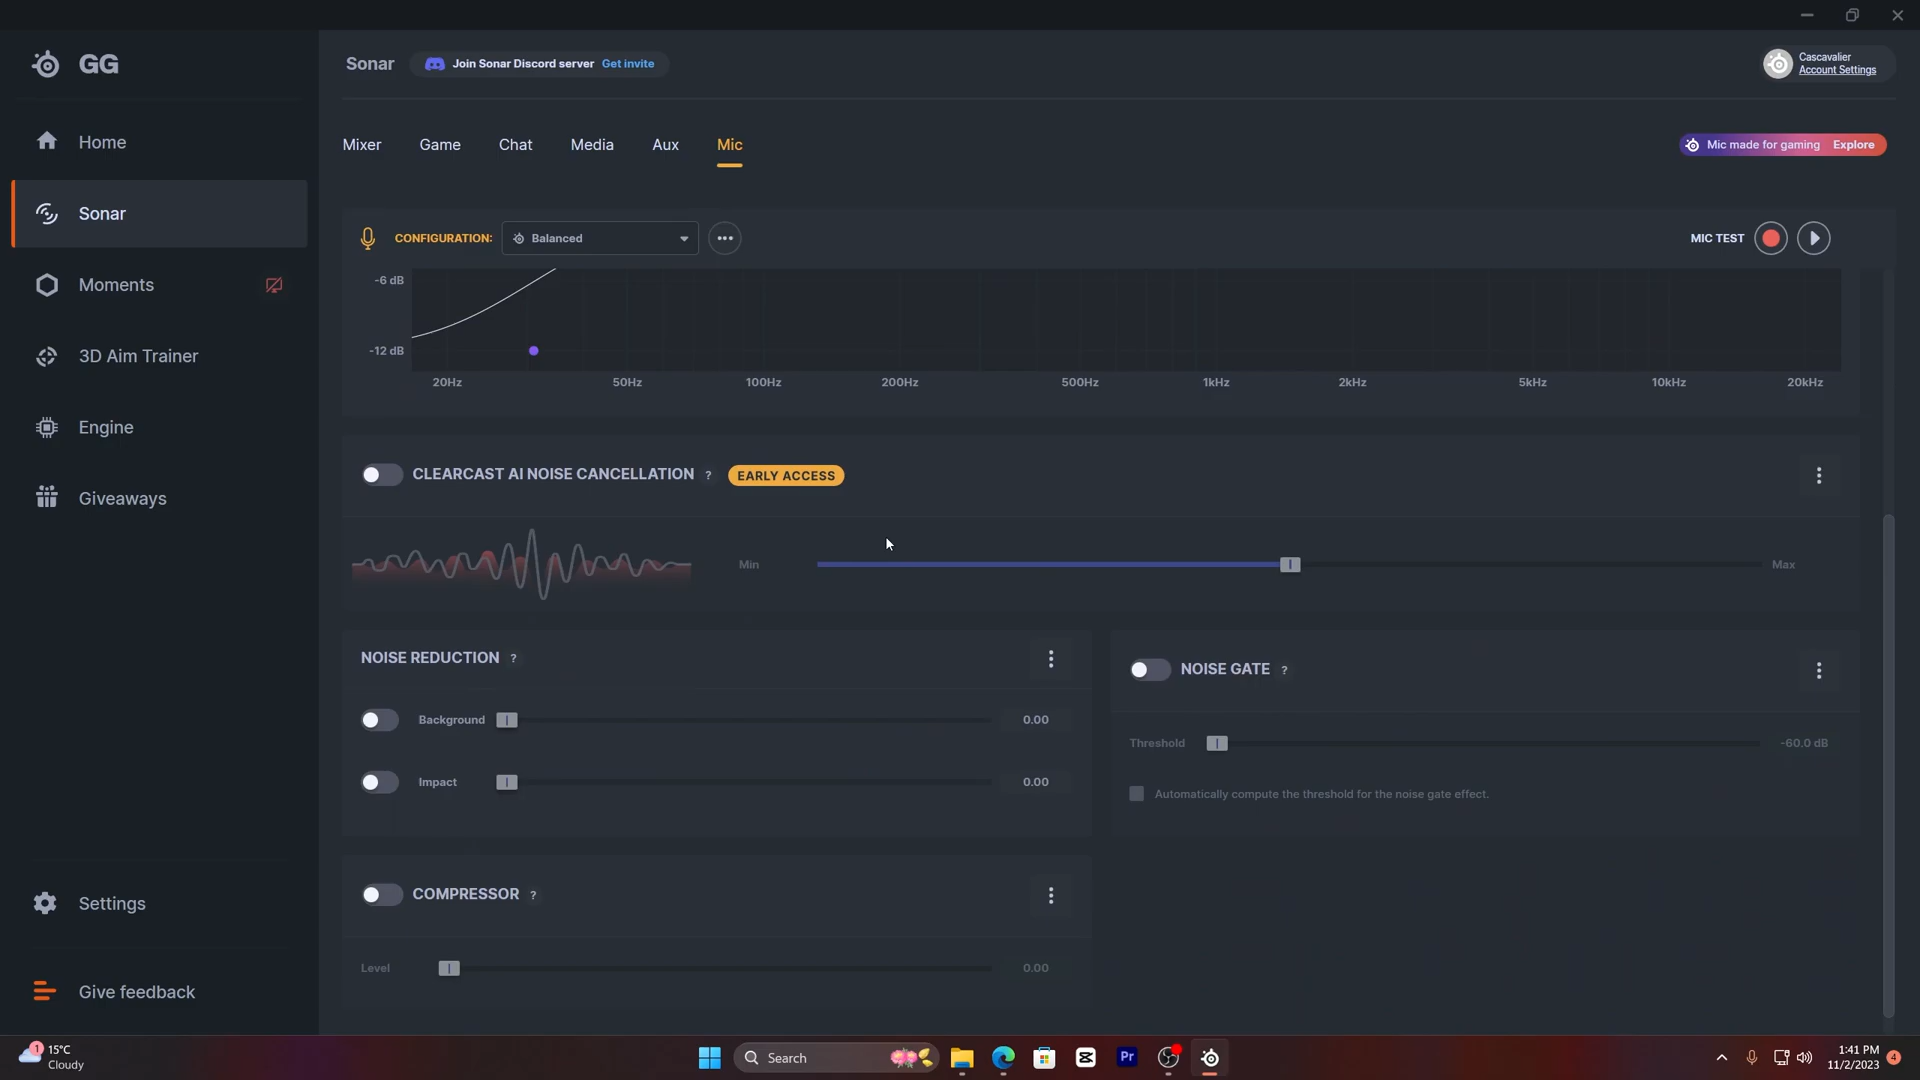 GG
Sonar
Join Sonar Discord server Get invite
Cascavalier
Account Settings
Home
Sonar
Moments
3D Aim Trainer
Engine
Giveaways
Settings
Give feedback
Mixer Game Chat Media Aux Mic
Mic made for gaming Explore
CONFIGURATION: Balanced
MIC TEST
-6 dB
-12 dB
20Hz 50Hz 100Hz 200Hz 500Hz 1kHz 2kHz 5kHz 10kHz 20kHz
CLEARCAST AI NOISE CANCELLATION ? EARLY ACCESS
Min Max
NOISE REDUCTION ?
Background 0.00
Impact 0.00
NOISE GATE ?
Threshold -60.0 dB
Automatically compute the threshold for the noise gate effect.
COMPRESSOR ?
Level 0.00
1
15°C
Cloudy
Search
Pr
1:41 PM
11/2/2023
4